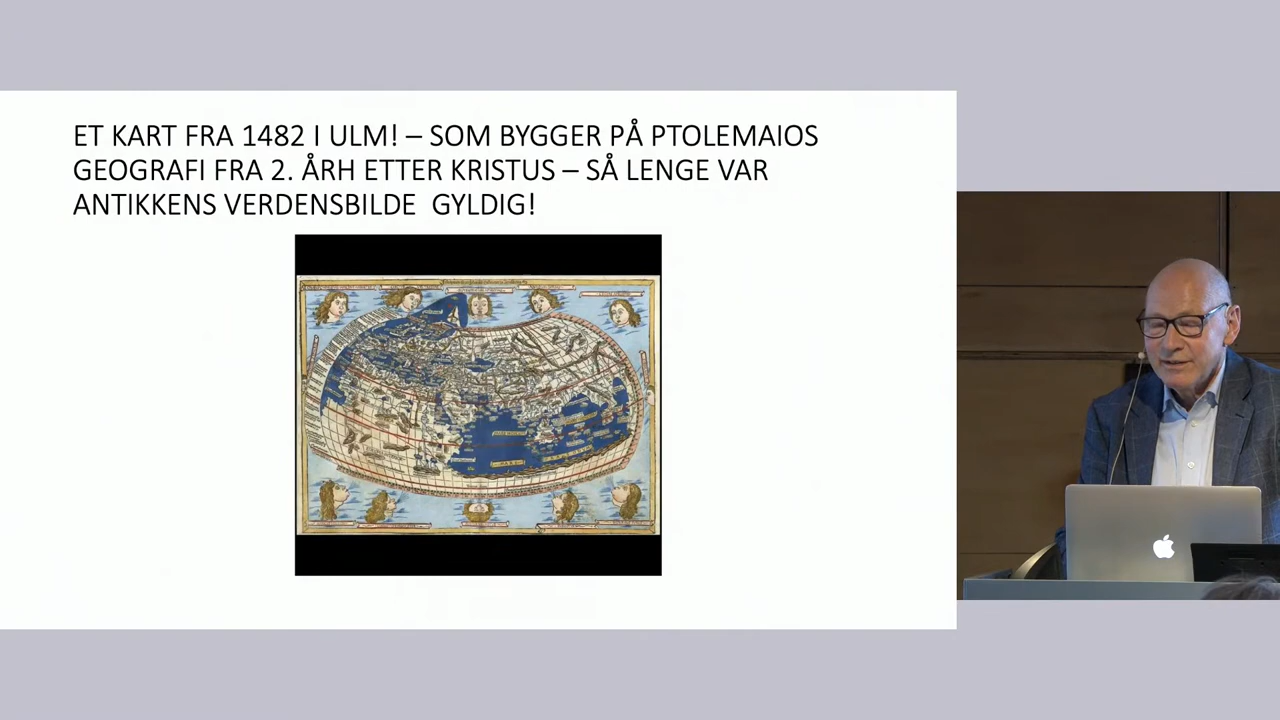 ET KART FRA 1482 I ULM! – SOM BYGGER PÅ PTOLEMAIOS
GEOGRAFI FRA 2. ÅRH ETTER KRISTUS – SÅ LENGE VAR
ANTIKKENS VERDENSBILDE  GYLDIG!